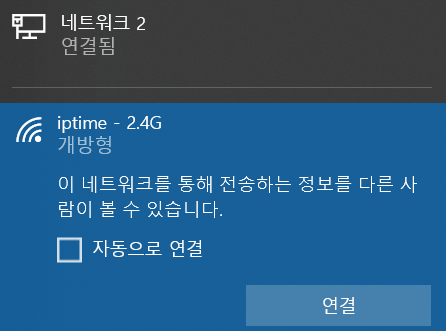 네트워크 2
연결됨
iptime - 2.4G
개방형
이 네트워크를 통해 전송하는 정보를 다른 사
람이 볼 수 있습니다.
자동으로 연결
연결